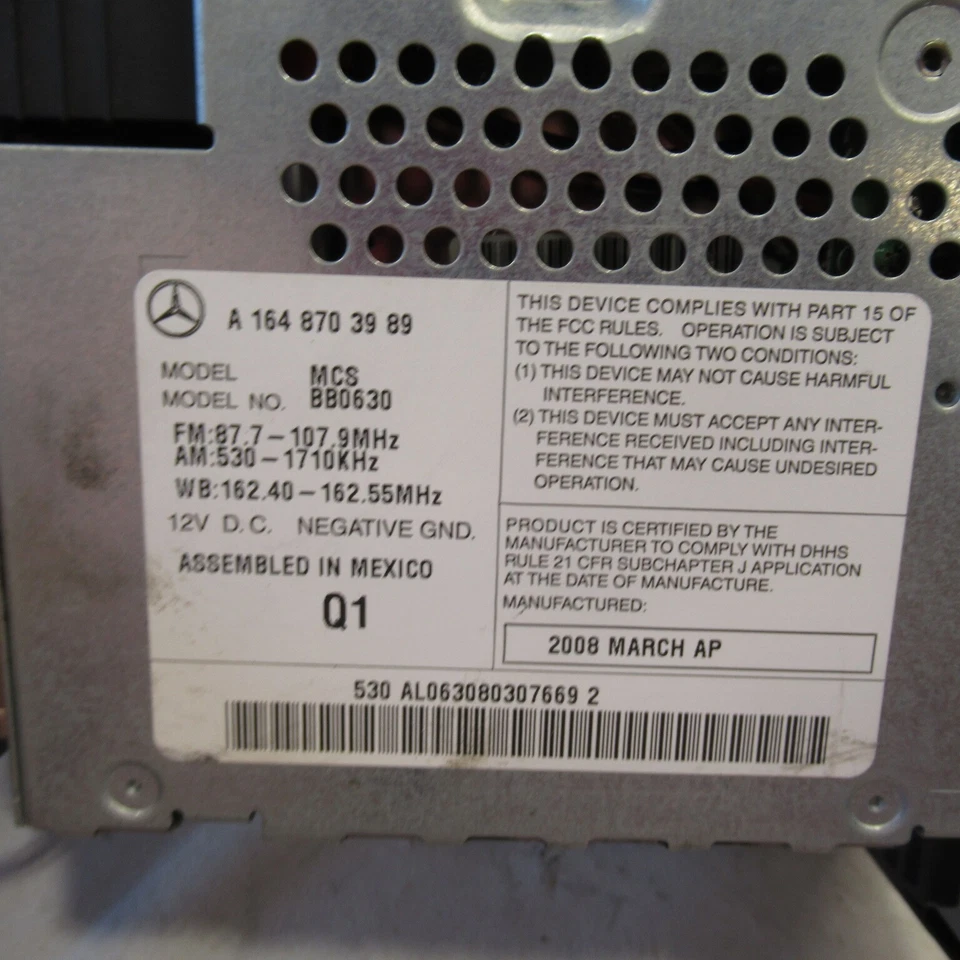 A 164 870 39 89
MODEL MCS
MODEL NO. BB0630
FM:87.7-107.9MHz
AM:530-1710KHz
WB:162.40-162.55MHz
12V D.C. NEGATIVE GND.
ASSEMBLED IN MEXICO
Q1
THIS DEVICE COMPLIES WITH PART 15 OF
THE FCC RULES. OPERATION IS SUBJECT
TO THE FOLLOWING TWO CONDITIONS:
(1) THIS DEVICE MAY NOT CAUSE HARMFUL
INTERFERENCE.
(2) THIS DEVICE MUST ACCEPT ANY INTER-
FERENCE RECEIVED INCLUDING INTER-
FERENCE THAT MAY CAUSE UNDESIRED
OPERATION.
PRODUCT IS CERTIFIED BY THE
MANUFACTURER TO COMPLY WITH DHHS
RULE 21 CFR SUBCHAPTER J APPLICATION
AT THE DATE OF MANUFACTURE.
MANUFACTURED:
2008 MARCH AP
530 AL063080307669 2